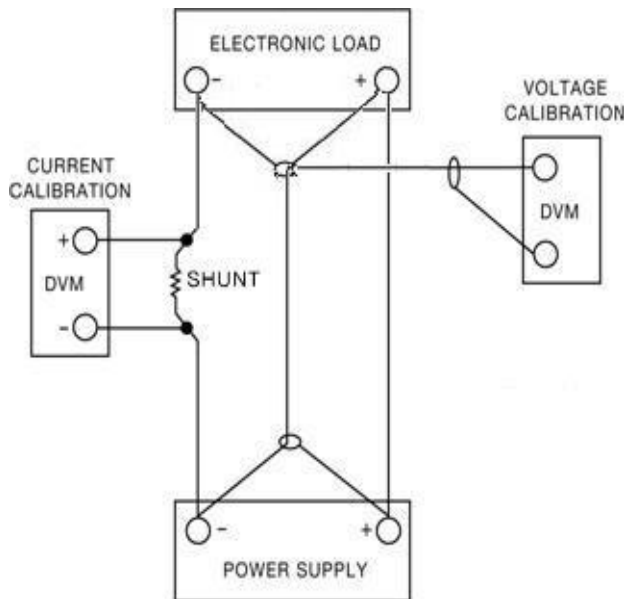 ELECTRONIC LOAD
- +
VOLTAGE
CALIBRATION
DVM
CURRENT
CALIBRATION
+
DVM
-
SHUNT
- +
POWER SUPPLY